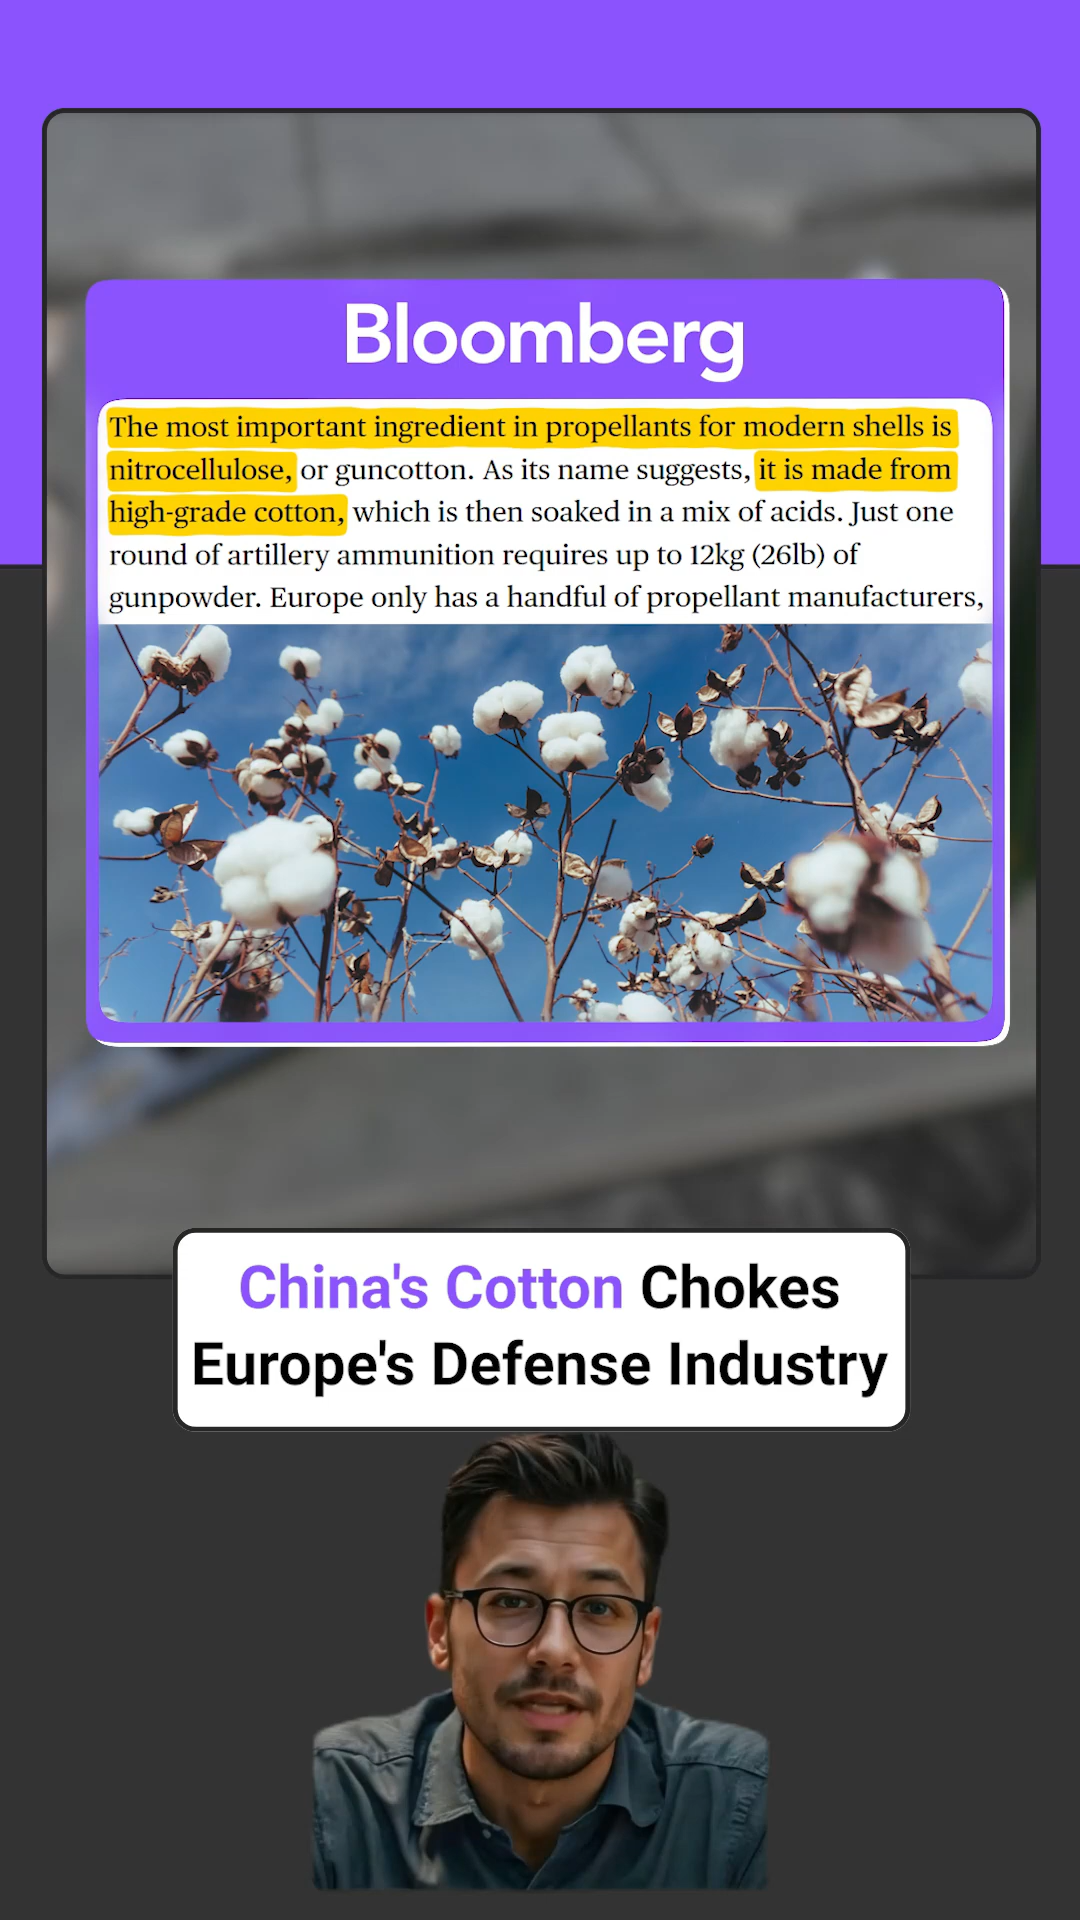 Bloomberg
The most important ingredient in propellants for modern shells is
nitrocellulose, or guncotton. As its name suggests, it is made from
high-grade cotton, which is then soaked in a mix of acids. Just one
round of artillery ammunition requires up to 12kg (26lb) of
gunpowder. Europe only has a handful of propellant manufacturers,
China's Cotton Chokes
Europe's Defense Industry